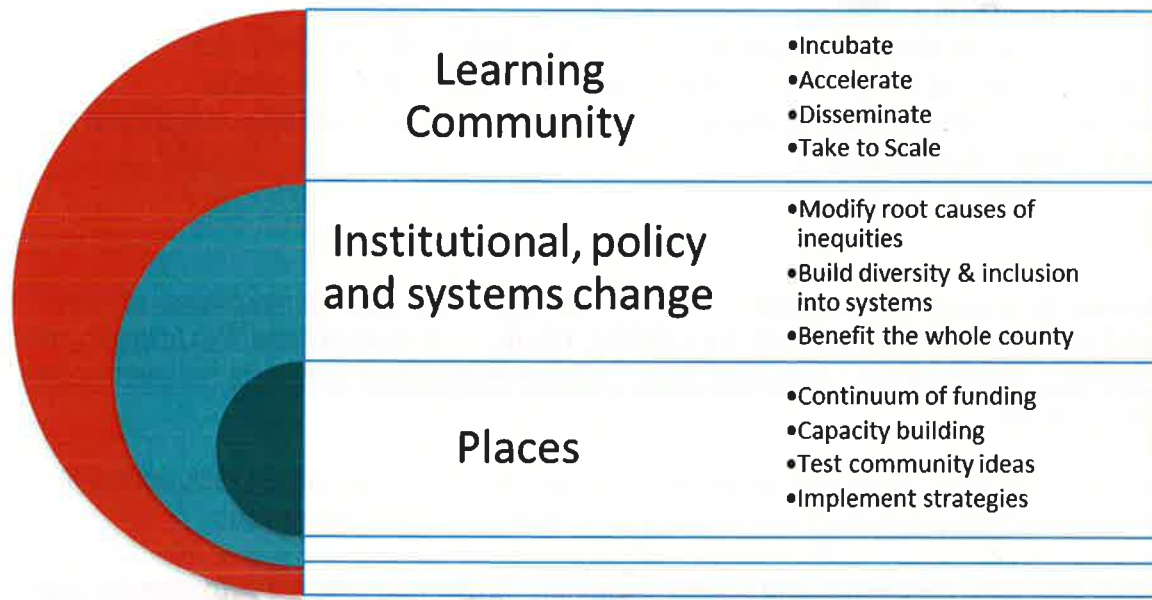 Learning
Community
•Incubate
•Accelerate
•Disseminate
•Take to Scale
Institutional, policy
and systems change
•Modify root causes of
inequities
•Build diversity & inclusion
into systems
•Benefit the whole county
Places
•Continuum of funding
•Capacity building
•Test community ideas
•Implement strategies